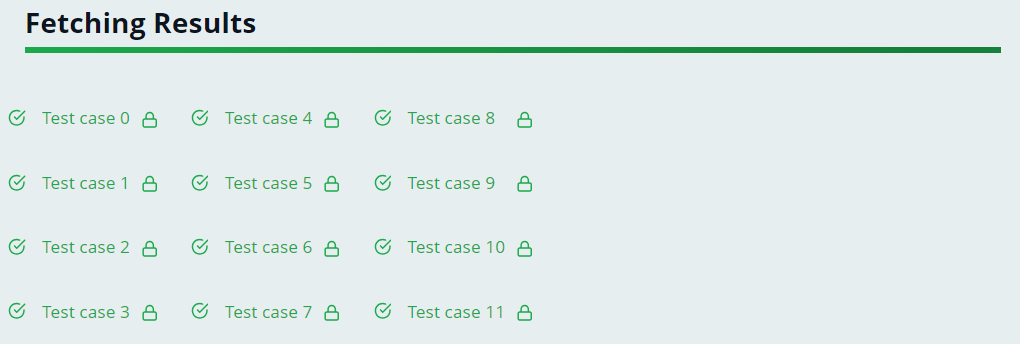 Fetching Results
Test case 0 Test case 4 Test case 8
Test case 1 Test case 5 Test case 9
Test case 2 Test case 6 Test case 10
Test case 3 Test case 7 Test case 11